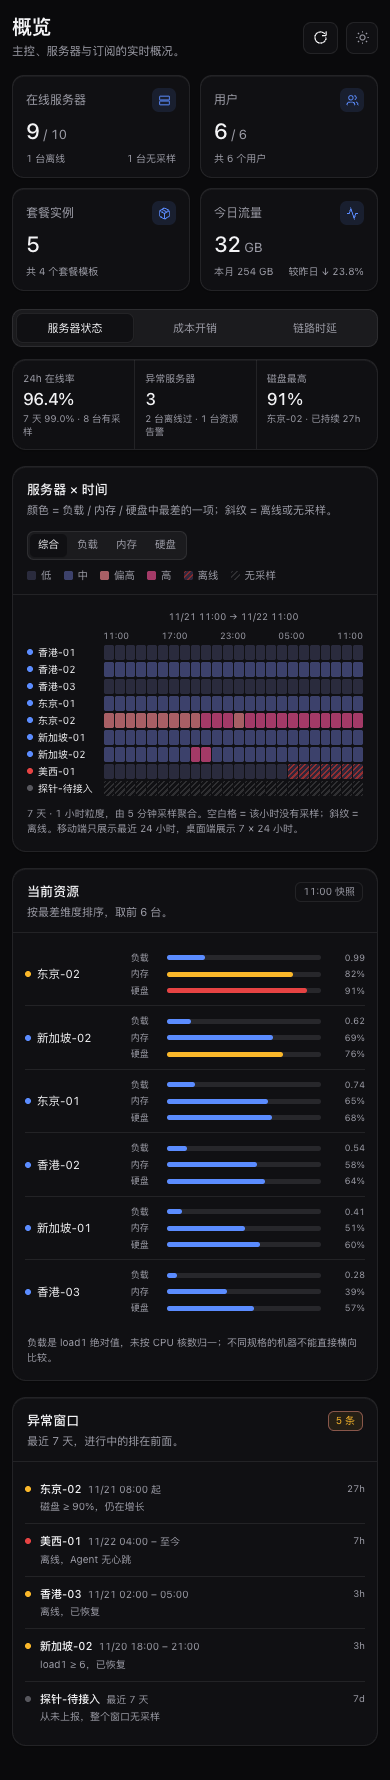 概览
主控、服务器与订阅的实时概况。
在线服务器
9 / 10
1 台离线 1 台无采样
用户
6 / 6
共 6 个用户
套餐实例
5
共 4 个套餐模板
今日流量
32 GB
本月 254 GB 较昨日 ↓ 23.8%
服务器状态 成本开销 链路时延
24h 在线率
96.4%
7 天 99.0% · 8 台有采
样
异常服务器
3
2 台离线过 · 1 台资源
告警
磁盘最高
91%
东京-02 · 已持续 27h
服务器 × 时间
颜色 = 负载 / 内存 / 硬盘中最差的一项；斜纹 = 离线或无采样。
综合 负载 内存 硬盘
低 中 偏高 高 离线 无采样
11/21 11:00 → 11/22 11:00
11:00 17:00 23:00 05:00 11:00
香港-01
香港-02
香港-03
东京-01
东京-02
新加坡-01
新加坡-02
美西-01
探针-待接入
7 天 · 1 小时粒度，由 5 分钟采样聚合。空白格 = 该小时没有采样；斜纹 =
离线。移动端只展示最近 24 小时，桌面端展示 7 × 24 小时。
当前资源 11:00 快照
按最差维度排序，取前 6 台。
东京-02
负载 0.99
内存 82%
硬盘 91%
新加坡-02
负载 0.62
内存 69%
硬盘 76%
东京-01
负载 0.74
内存 65%
硬盘 68%
香港-02
负载 0.54
内存 58%
硬盘 64%
新加坡-01
负载 0.41
内存 51%
硬盘 60%
香港-03
负载 0.28
内存 39%
硬盘 57%
负载是 load1 绝对值，未按 CPU 核数归一；不同规格的机器不能直接横向
比较。
异常窗口 5 条
最近 7 天，进行中的排在前面。
东京-02 11/21 08:00 起 27h
磁盘 ≥ 90%，仍在增长
美西-01 11/22 04:00 – 至今 7h
离线，Agent 无心跳
香港-03 11/21 02:00 – 05:00 3h
离线，已恢复
新加坡-02 11/20 18:00 – 21:00 3h
load1 ≥ 6，已恢复
探针-待接入 最近 7 天 7d
从未上报，整个窗口无采样